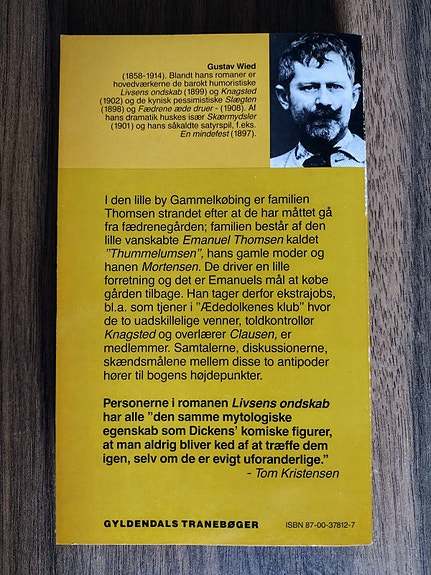 Gustav Wied
(1858-1914). Blandt hans romaner er
hovedværkerne de barokt humoristiske
Livsens ondskab (1899) og Knagsted
(1902) og de kynisk pessimistiske Slægten
(1898) og Fædrene æde druer - (1908). Af
hans dramatik huskes især Skærmydsler
(1901) og hans såkaldte satyrspil, f.eks.
En mindefest (1897).
I den lille by Gammelkøbing er familien
Thomsen strandet efter at de har måttet gå
fra fædrenegården; familien består af den
lille vanskabte Emanuel Thomsen kaldet
"Thummelumsen", hans gamle moder og
hanen Mortensen. De driver en lille
forretning og det er Emanuels mål at købe
gården tilbage. Han tager derfor ekstrajobs,
bl.a. som tjener i "Ædedolkenes klub" hvor
de to uadskillelige venner, toldkontrollør
Knagsted og overlærer Clausen, er
medlemmer. Samtalerne, diskussionerne,
skændsmålene mellem disse to antipoder
hører til bogens højdepunkter.
Personerne i romanen Livsens ondskab
har alle "den samme mytologiske
egenskab som Dickens' komiske figurer,
at man aldrig bliver ked af at træffe dem
igen, selv om de er evigt uforanderlige."
- Tom Kristensen
GYLDENDALS TRANEBØGER
ISBN 87-00-37812-7